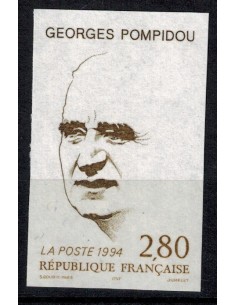 GEORGES POMPIDOU
LA POSTE 1994 2,80
RÉPUBLIQUE FRANÇAISE